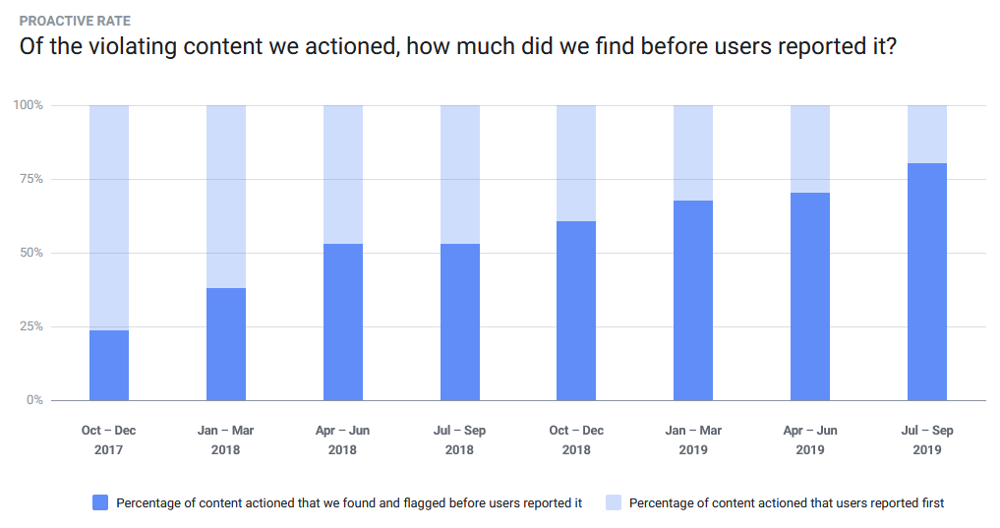 PROACTIVE RATE
Of the violating content we actioned, how much did we find before users reported it?
100%
75%
50%
25%
0%
Oct – Dec 2017
Jan – Mar 2018
Apr – Jun 2018
Jul – Sep 2018
Oct – Dec 2018
Jan – Mar 2019
Apr – Jun 2019
Jul – Sep 2019
Percentage of content actioned that we found and flagged before users reported it
Percentage of content actioned that users reported first